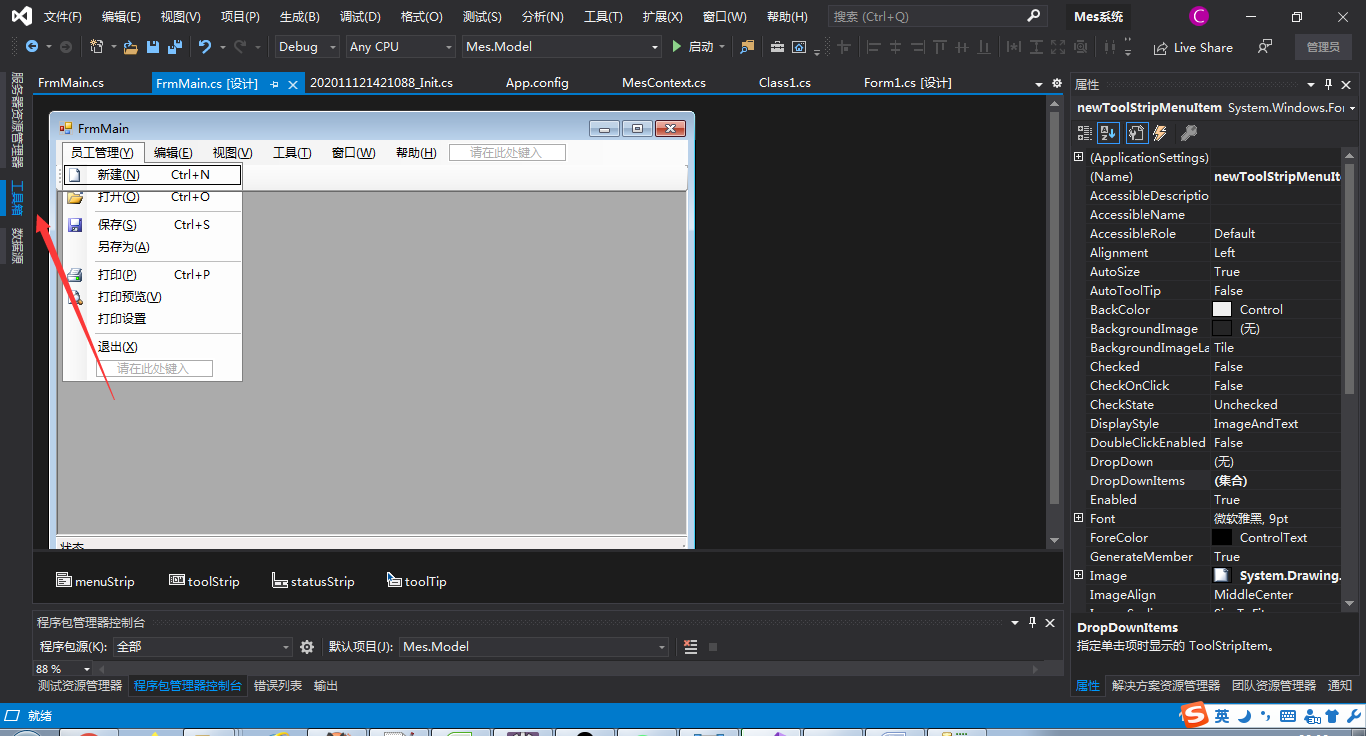 文件(F) 编辑(E) 视图(V) 项目(P) 生成(B) 调试(D) 格式(O) 测试(S) 分析(N) 工具(T) 扩展(X) 窗口(W) 帮助(H) 搜索 (Ctrl+Q) Mes系统 C
Debug Any CPU Mes.Model 启动 Live Share 管理员
服务器资源管理器
工具箱
数据源
FrmMain.cs FrmMain.cs [设计] 202011121421088_Init.cs App.config MesContext.cs Class1.cs Form1.cs [设计]
FrmMain
员工管理(Y) 编辑(E) 视图(V) 工具(T) 窗口(W) 帮助(H) 请在此处键入
新建(N) Ctrl+N
打开(O) Ctrl+O
保存(S) Ctrl+S
另存为(A)
打印(P) Ctrl+P
打印预览(V)
打印设置
退出(X)
请在此处键入
状态
menuStrip toolStrip statusStrip toolTip
程序包管理器控制台
程序包源(K): 全部 默认项目(J): Mes.Model
88 %
测试资源管理器 程序包管理器控制台 错误列表 输出
属性
newToolStripMenuItem System.Windows.Fo
(ApplicationSettings)
(Name) newToolStripMenuIt
AccessibleDescriptio
AccessibleName
AccessibleRole Default
Alignment Left
AutoSize True
AutoToolTip False
BackColor Control
BackgroundImage (无)
BackgroundImageLa Tile
Checked False
CheckOnClick False
CheckState Unchecked
DisplayStyle ImageAndText
DoubleClickEnabled False
DropDown (无)
DropDownItems (集合)
Enabled True
Font 微软雅黑, 9pt
ForeColor ControlText
GenerateMember True
Image System.Drawing.
ImageAlign MiddleCenter
DropDownItems
指定单击项时显示的 ToolStripItem。
属性 解决方案资源管理器 团队资源管理器 通知
就绪
S 英